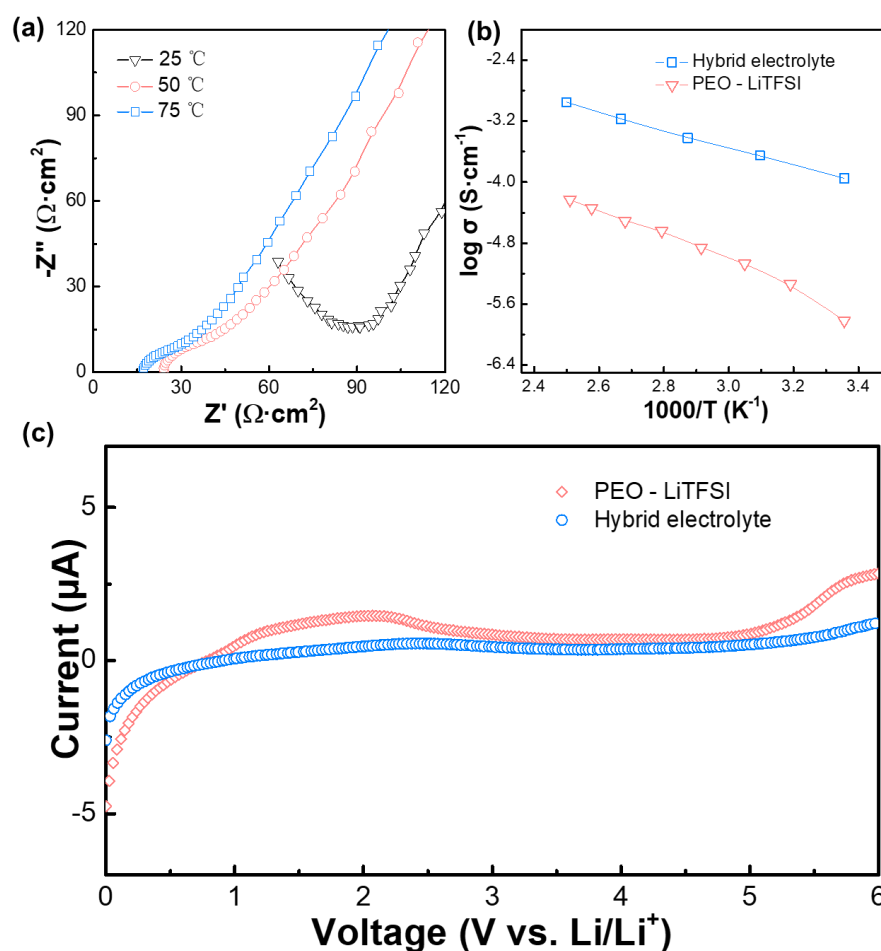 (a)
120
90
60
30
0
-Z'' (Ω·cm²)
25 ℃
50 ℃
75 ℃
0
30
60
90
120
Z' (Ω·cm²)
(b)
-2.4
-3.2
-4.0
-4.8
-5.6
-6.4
log σ (S·cm⁻¹)
Hybrid electrolyte
PEO - LiTFSI
2.4
2.6
2.8
3.0
3.2
3.4
1000/T (K⁻¹)
(c)
5
0
-5
Current (μA)
PEO - LiTFSI
Hybrid electrolyte
0
1
2
3
4
5
6
Voltage (V vs. Li/Li⁺)